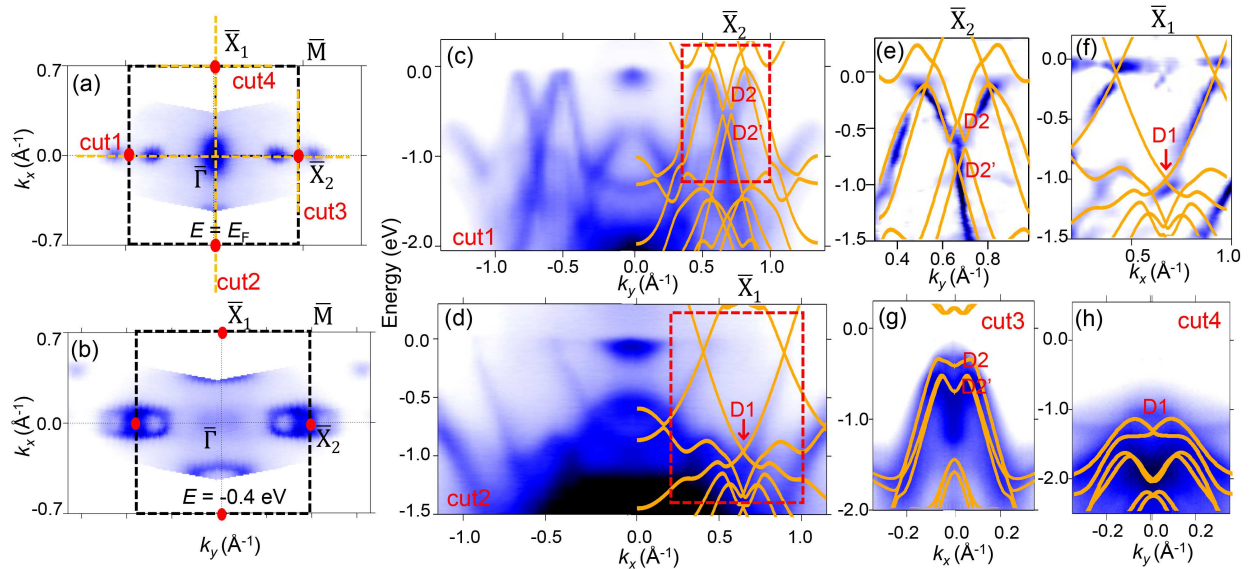 (a)
X̄₁
M̄
0.7
cut4
cut1
kₓ (Å⁻¹)
0.0
Γ̄
X̄₂
cut3
E = E_F
-0.7
cut2
(b)
X̄₁
M̄
0.7
kₓ (Å⁻¹)
0.0
Γ̄
X̄₂
E = -0.4 eV
-0.7
k_y (Å⁻¹)
Energy (eV)
(c)
X̄₂
0.0
D2
D2'
-1.0
-2.0
cut1
-1.0 -0.5 0.0 0.5 1.0
k_y (Å⁻¹)
(d)
X̄₁
0.0
-0.5
D1
-1.0
-1.5
cut2
-1.0 -0.5 0.0 0.5 1.0
kₓ (Å⁻¹)
(e)
X̄₂
0.0
D2
-0.5
D2'
-1.0
-1.5
0.4 0.6 0.8
k_y (Å⁻¹)
(f)
X̄₁
0.0
-0.5
D1
-1.0
-1.5
0.5 1.0
kₓ (Å⁻¹)
(g)
cut3
0.0
D2
D2'
-1.0
-2.0
-0.2 0.0 0.2
kₓ (Å⁻¹)
(h)
cut4
0.0
D1
-1.0
-2.0
-0.2 0.0 0.2
k_y (Å⁻¹)